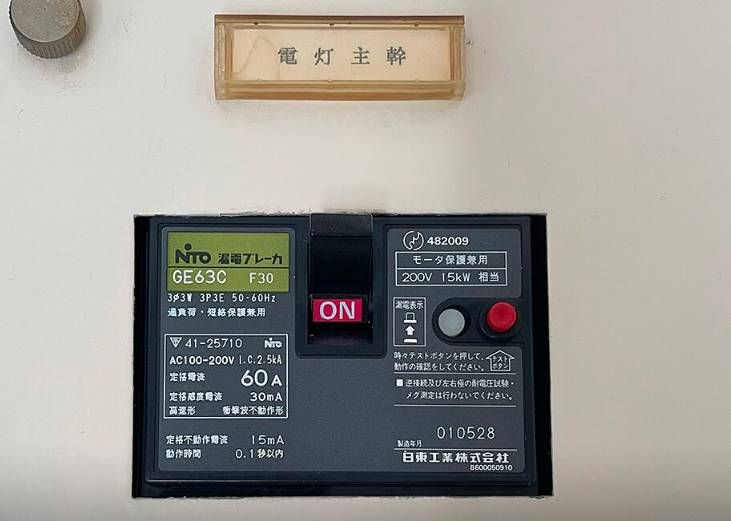 電灯主幹
NITO 漏電ブレーカ
GE63C F30
3φ3W 3P3E 50-60Hz
過負荷・短絡保護兼用
41-25710 NITO
AC100-200V I.C.2.5kA
定格電流 60A
定格感度電流 30mA
高速形 衝撃波不動作形
定格不動作電流 15mA
動作時間 0.1秒以内
ON
482009
モータ保護兼用
200V 15kW 相当
漏電表示
時々テストボタンを押して、
動作の確認をしてください。
テスト
ボタン
■ 逆接続及び左右極の耐電圧試験・
メグ測定は行わないでください。
製造年月 010528
日東工業株式会社
B600050910